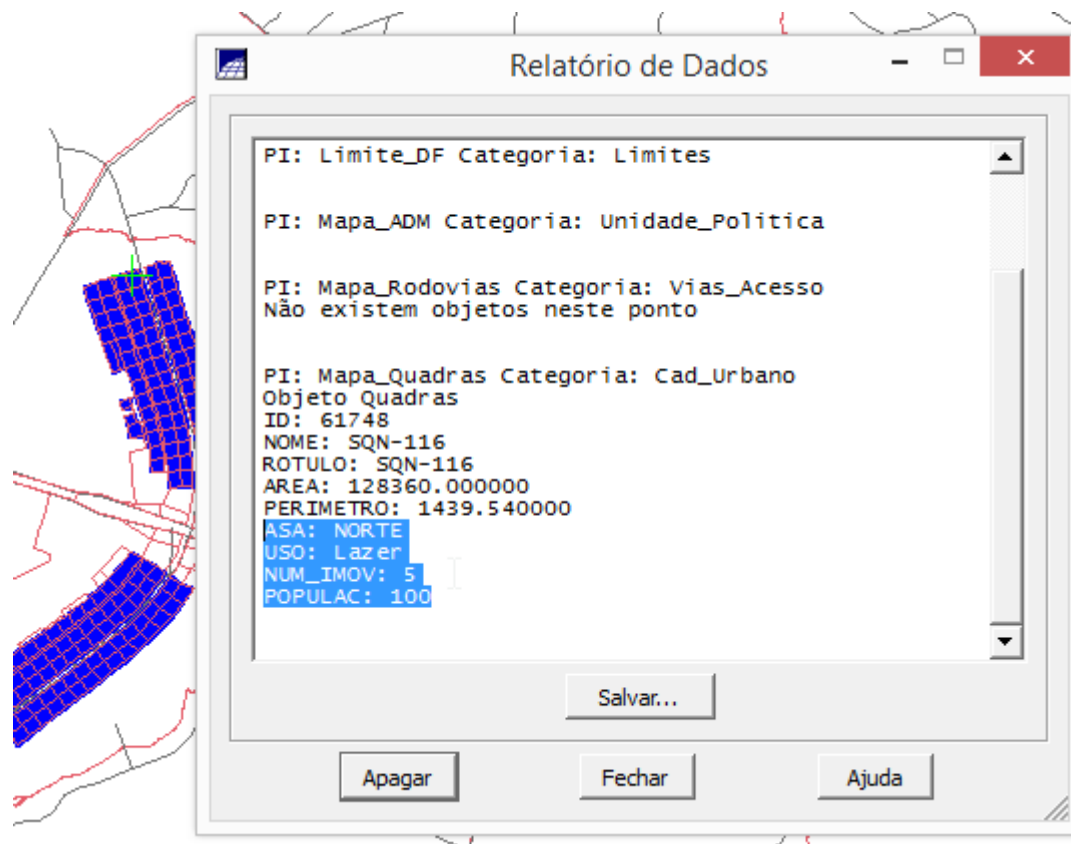 Relatório de Dados
PI: Limite_DF Categoria: Limites
PI: Mapa_ADM Categoria: Unidade_Politica
PI: Mapa_Rodovias Categoria: Vias_Acesso
Não existem objetos neste ponto
PI: Mapa_Quadras Categoria: Cad_Urbano
Objeto Quadras
ID: 61748
NOME: SQN-116
ROTULO: SQN-116
AREA: 128360.000000
PERIMETRO: 1439.540000
ASA: NORTE
USO: Lazer
NUM_IMOV: 5
POPULAC: 100
Salvar...
Apagar Fechar Ajuda